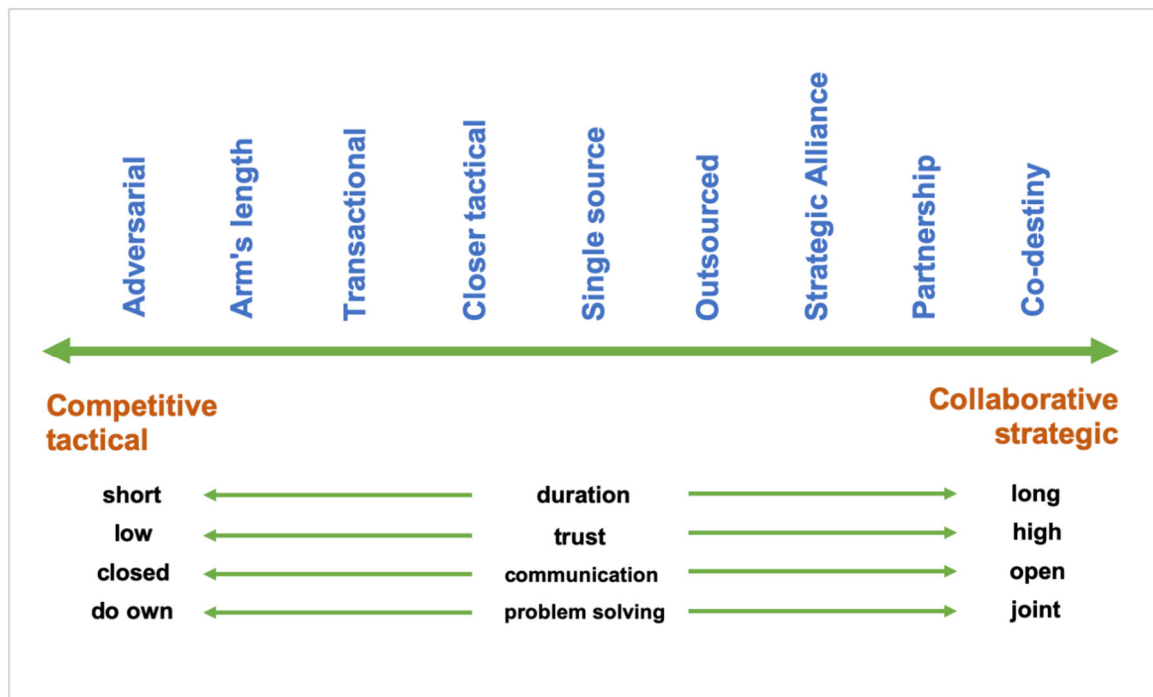 Adversarial
Arm's length
Transactional
Closer tactical
Single source
Outsourced
Strategic Alliance
Partnership
Co-destiny
Competitive
tactical
Collaborative
strategic
short duration long
low trust high
closed communication open
do own problem solving joint